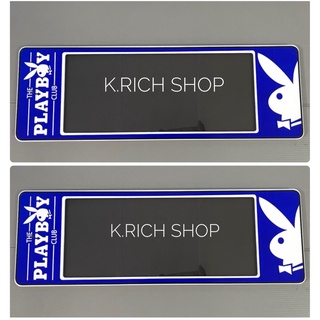 THE
PLAYBOY
CLUB
K.RICH SHOP
THE
PLAYBOY
CLUB
K.RICH SHOP